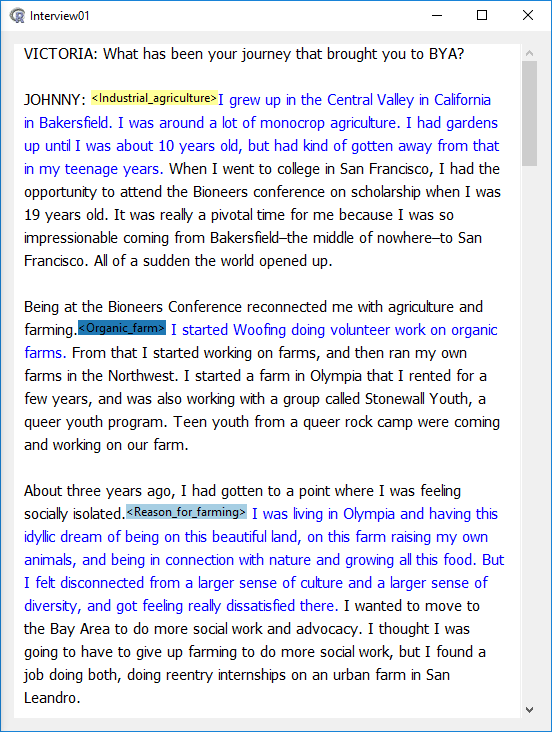 Interview01
VICTORIA: What has been your journey that brought you to BYA?
JOHNNY: <Industrial_agriculture>I grew up in the Central Valley in California
in Bakersfield. I was around a lot of monocrop agriculture. I had gardens
up until I was about 10 years old, but had kind of gotten away from that
in my teenage years. When I went to college in San Francisco, I had the
opportunity to attend the Bioneers conference on scholarship when I was
19 years old. It was really a pivotal time for me because I was so
impressionable coming from Bakersfield–the middle of nowhere–to San
Francisco. All of a sudden the world opened up.
Being at the Bioneers Conference reconnected me with agriculture and
farming.<Organic_farm> I started Woofing doing volunteer work on organic
farms. From that I started working on farms, and then ran my own
farms in the Northwest. I started a farm in Olympia that I rented for a
few years, and was also working with a group called Stonewall Youth, a
queer youth program. Teen youth from a queer rock camp were coming
and working on our farm.
About three years ago, I had gotten to a point where I was feeling
socially isolated.<Reason_for_farming> I was living in Olympia and having this
idyllic dream of being on this beautiful land, on this farm raising my own
animals, and being in connection with nature and growing all this food. But
I felt disconnected from a larger sense of culture and a larger sense of
diversity, and got feeling really dissatisfied there. I wanted to move to
the Bay Area to do more social work and advocacy. I thought I was
going to have to give up farming to do more social work, but I found a
job doing both, doing reentry internships on an urban farm in San
Leandro.